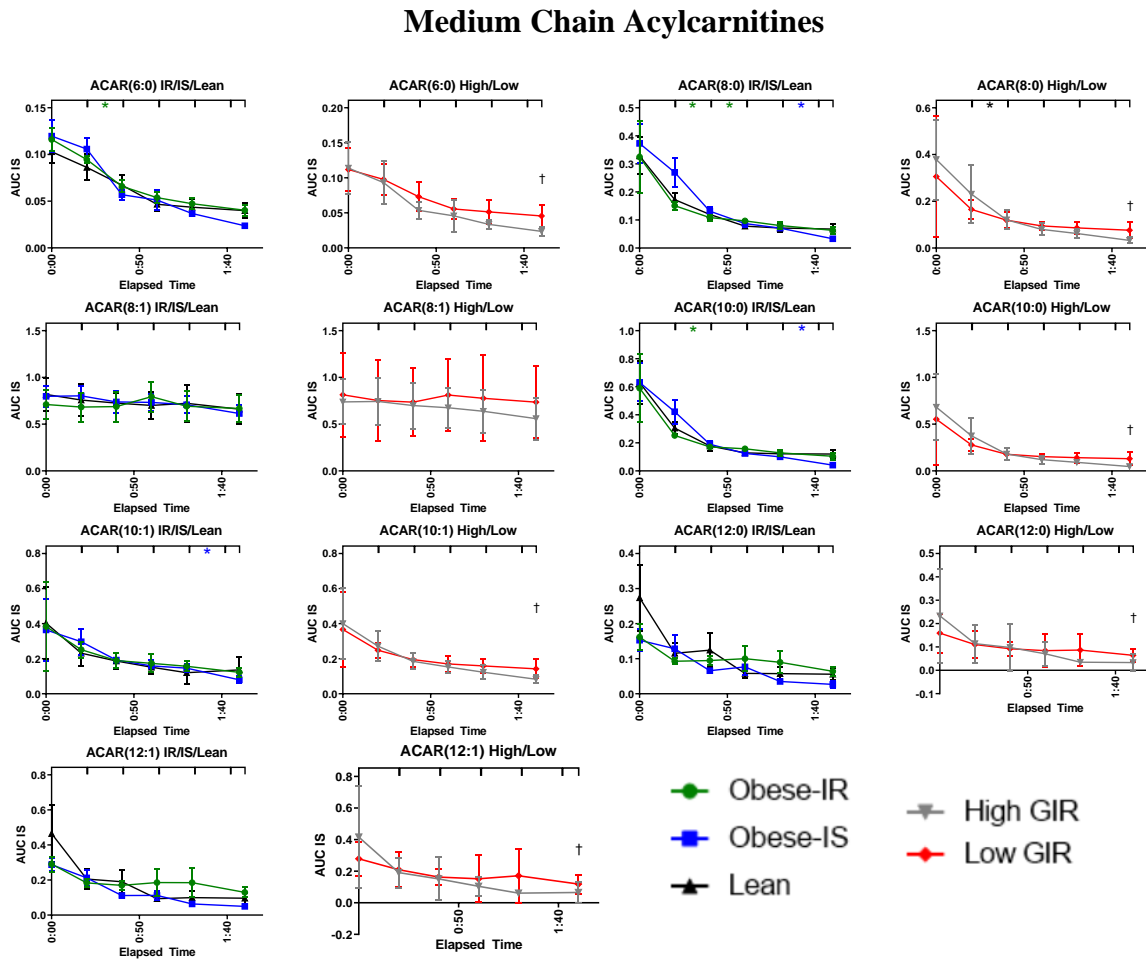 Medium Chain Acylcarnitines
ACAR(6:0) IR/IS/Lean
0.15
*
0.10
0.05
0.00
AUC IS
0:00
0:50
1:40
Elapsed Time
ACAR(6:0) High/Low
0.20
0.15
0.10
0.05
0.00
AUC IS
†
0:00
0:50
1:40
Elapsed Time
ACAR(8:0) IR/IS/Lean
0.5
* * *
0.4
0.3
0.2
0.1
0.0
AUC IS
0:00
0:50
1:40
Elapsed Time
ACAR(8:0) High/Low
0.6
*
0.4
0.2
0.0
AUC IS
†
0:00
0:50
1:40
Elapsed Time
ACAR(8:1) IR/IS/Lean
1.5
1.0
0.5
0.0
AUC IS
0:00
0:50
1:40
Elapsed Time
ACAR(8:1) High/Low
1.5
1.0
0.5
0.0
AUC IS
0:00
0:50
1:40
Elapsed Time
ACAR(10:0) IR/IS/Lean
1.0
* *
0.8
0.6
0.4
0.2
0.0
AUC IS
0:00
0:50
1:40
Elapsed Time
ACAR(10:0) High/Low
1.5
1.0
0.5
0.0
AUC IS
†
0:00
0:50
1:40
Elapsed Time
ACAR(10:1) IR/IS/Lean
0.8
*
0.6
0.4
0.2
0.0
AUC IS
0:00
0:50
1:40
Elapsed Time
ACAR(10:1) High/Low
0.8
0.6
0.4
0.2
0.0
AUC IS
†
0:00
0:50
1:40
Elapsed Time
ACAR(12:0) IR/IS/Lean
0.4
0.3
0.2
0.1
0.0
AUC IS
0:00
0:50
1:40
Elapsed Time
ACAR(12:0) High/Low
0.5
0.4
0.3
0.2
0.1
0.0
-0.1
AUC IS
†
0:50
1:40
Elapsed Time
ACAR(12:1) IR/IS/Lean
0.8
0.6
0.4
0.2
0.0
AUC IS
0:00
0:50
1:40
Elapsed Time
ACAR(12:1) High/Low
0.8
0.6
0.4
0.2
0.0
-0.2
AUC IS
†
0:50
1:40
Elapsed Time
Obese-IR
Obese-IS
Lean
High GIR
Low GIR